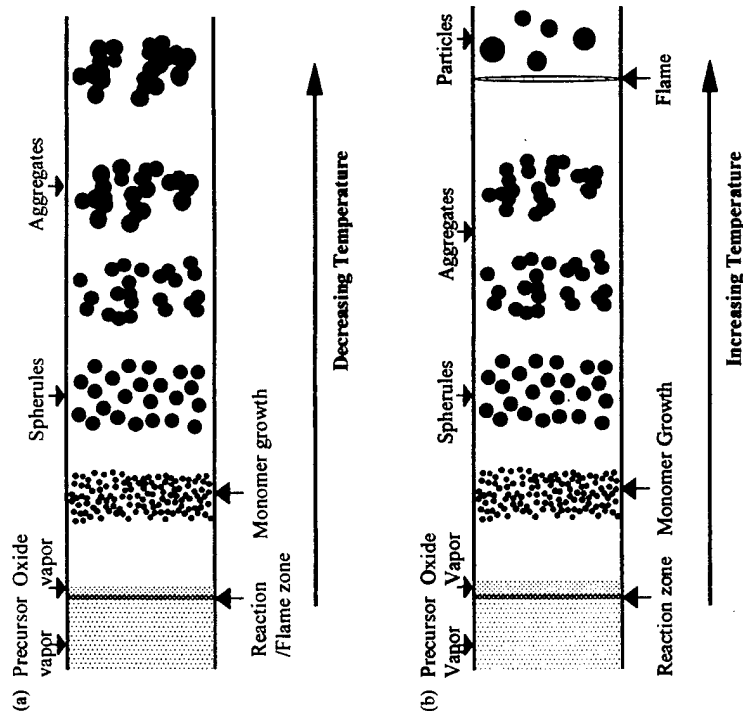 (a) Precursor Oxide
vapor vapor
Spherules
Aggregates
Reaction
/Flame zone
Monomer growth
Decreasing Temperature
(b) Precursor Oxide
Vapor Vapor
Spherules
Aggregates
Particles
Reaction zone
Monomer Growth
Flame
Increasing Temperature